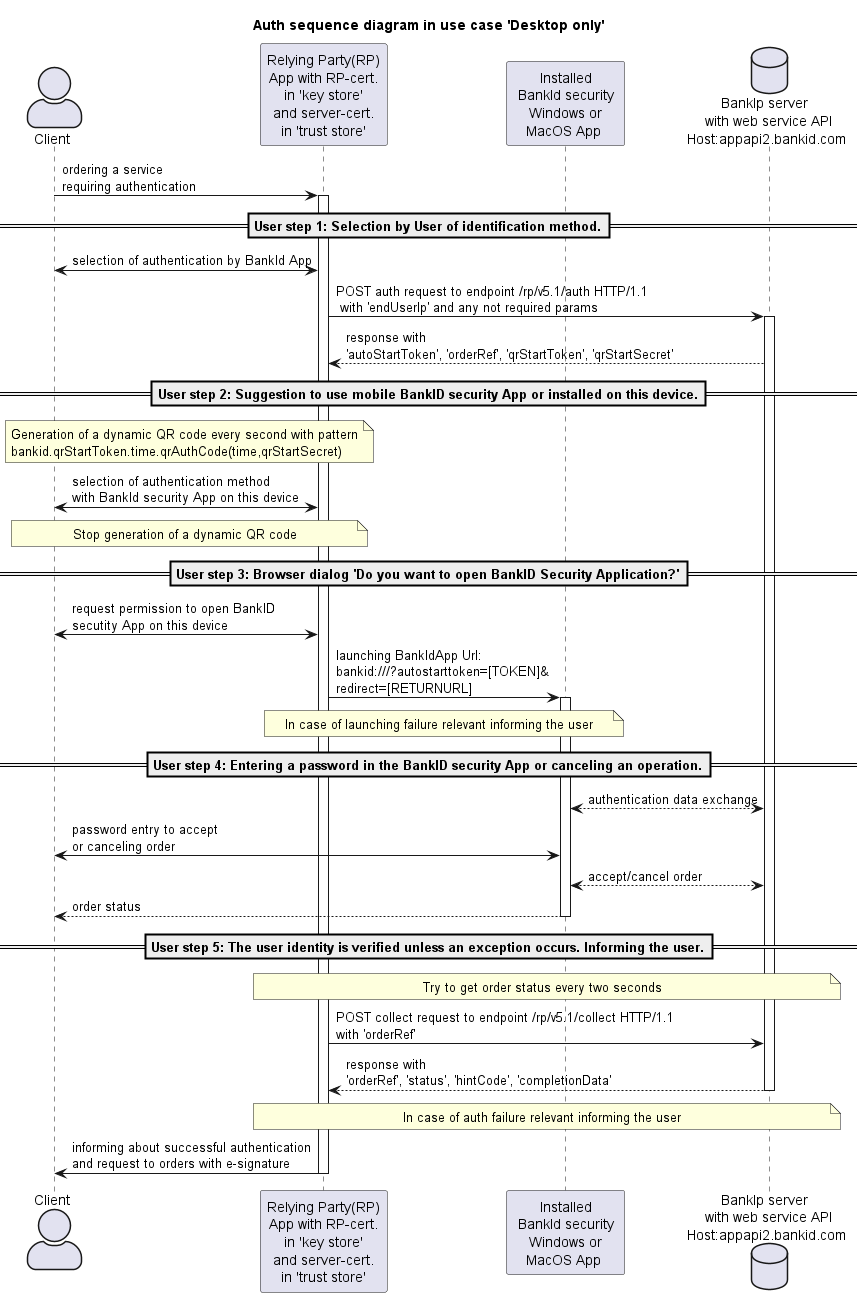 Auth sequence diagram in use case 'Desktop only'
Client
Relying Party(RP)
App with RP-cert.
in 'key store'
and server-cert.
in 'trust store'
Installed
BankId security
Windows or
MacOS App
BankIp server
with web service API
Host:appapi2.bankid.com
ordering a service
requiring authentication
User step 1: Selection by User of identification method.
selection of authentication by BankId App
POST auth request to endpoint /rp/v5.1/auth HTTP/1.1
with 'endUserIp' and any not required params
response with
'autoStartToken', 'orderRef', 'qrStartToken', 'qrStartSecret'
User step 2: Suggestion to use mobile BankID security App or installed on this device.
Generation of a dynamic QR code every second with pattern
bankid.qrStartToken.time.qrAuthCode(time,qrStartSecret)
selection of authentication method
with BankId security App on this device
Stop generation of a dynamic QR code
User step 3: Browser dialog 'Do you want to open BankID Security Application?'
request permission to open BankID
secutity App on this device
launching BankIdApp Url:
bankid:///?autostarttoken=[TOKEN]&
redirect=[RETURNURL]
In case of launching failure relevant informing the user
User step 4: Entering a password in the BankID security App or canceling an operation.
authentication data exchange
password entry to accept
or canceling order
accept/cancel order
order status
User step 5: The user identity is verified unless an exception occurs. Informing the user.
Try to get order status every two seconds
POST collect request to endpoint /rp/v5.1/collect HTTP/1.1
with 'orderRef'
response with
'orderRef', 'status', 'hintCode', 'completionData'
In case of auth failure relevant informing the user
informing about successful authentication
and request to orders with e-signature
Client
Relying Party(RP)
App with RP-cert.
in 'key store'
and server-cert.
in 'trust store'
Installed
BankId security
Windows or
MacOS App
BankIp server
with web service API
Host:appapi2.bankid.com